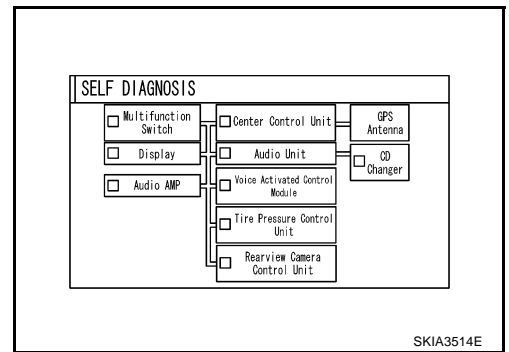 SELF DIAGNOSIS
Multifunction
Switch
Center Control Unit
GPS
Antenna
Display
Audio Unit
CD
Changer
Audio AMP
Voice Activated Control
Module
Tire Pressure Control
Unit
Rearview Camera
Control Unit
SKIA3514E